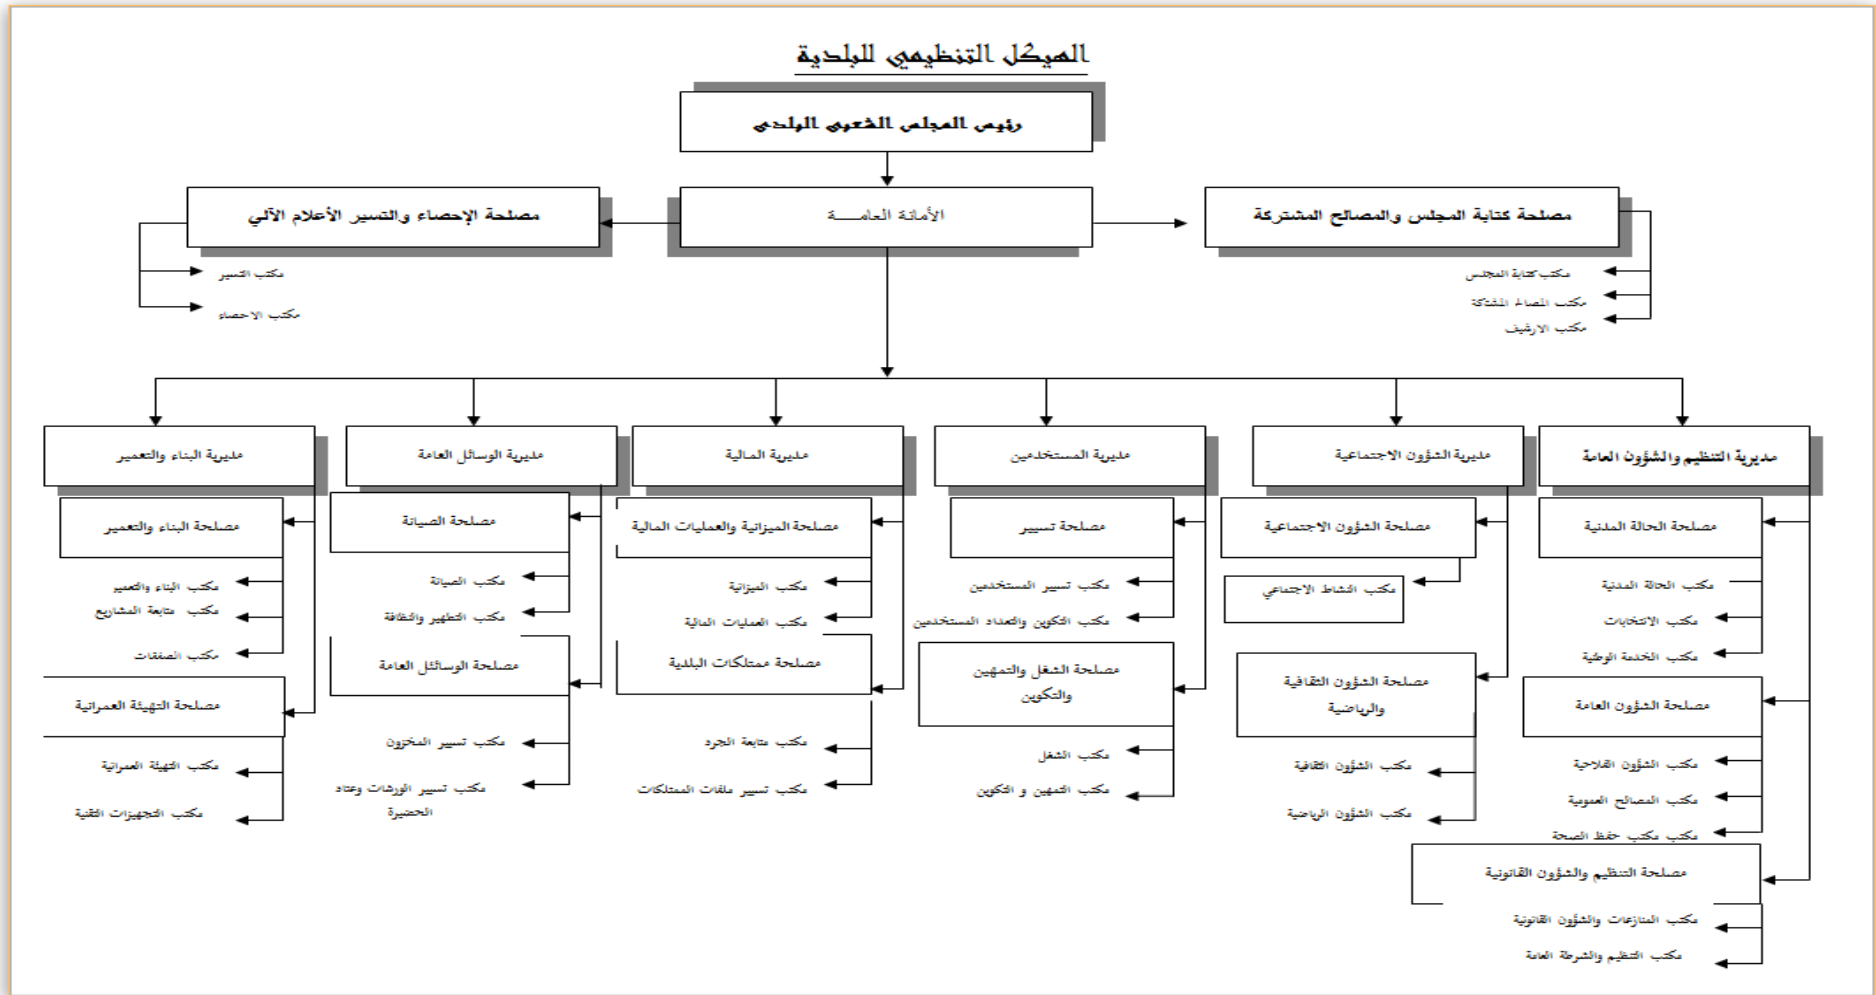 الهيكل التنظيمي للبلدية
رئيس المجلس الشعبي البلدي
مصلحة كتابة المجلس والمصالح المشتركة
الأمانة العامـــة
مصلحة الإحصاء والتسير الأعلام الآلي
مكتب كتابة المجلس
مكتب المصالح المشتركة
مكتب الارشيف
مكتب التسير
مكتب الاحصاء
مديرية التنظيم والشؤون العامة
مصلحة الحالة المدنية
مكتب الحالة المدنية
مكتب الانتخابات
مكتب الخدمة الوطنية
مصلحة الشؤون العامة
مكتب الشؤون الفلاحية
مكتب المصالح العمومية
مكتب مكتب حفظ الصحة
مصلحة التنظيم والشؤون القانونية
مكتب المنازعات والشؤون القانونية
مكتب التنظيم والشرطة العامة
مديرية الشؤون الاجتماعية
مصلحة الشؤون الاجتماعية
مكتب النشاط الاجتماعي
مصلحة الشؤون الثقافية
والرياضية
مكتب الشؤون الثقافية
مكتب الشؤون الرياضية
مديرية المستخدمين
مصلحة تسيير
مكتب تسيير المستخدمين
مكتب التكوين والتعداد المستخدمين
مصلحة الشغل والتمهين
والتكوين
مكتب الشغل
مكتب التمهين و التكوين
مديرية المالية
مصلحة الميزانية والعمليات المالية
مكتب الميزانية
مكتب العمليات المالية
مصلحة ممتلكات البلدية
مكتب متابعة الجرد
مكتب تسيير ملفات الممتلكات
مديرية الوسائل العامة
مصلحة الصيانة
مكتب الصيانة
مكتب التطهير والنظافة
مصلحة الوسائئل العامة
مكتب تسيير المخزون
مكتب تسيير الورشات وعتاد
الحضيرة
مديرية البناء والتعمير
مصلحة البناء والتعمير
مكتب البناء والتعمير
مكتب متابعة المشاريع
مكتب الصفقات
مصلحة التهيئة العمرانية
مكتب التهيئة العمرانية
مكتب التجهيزات التقنية